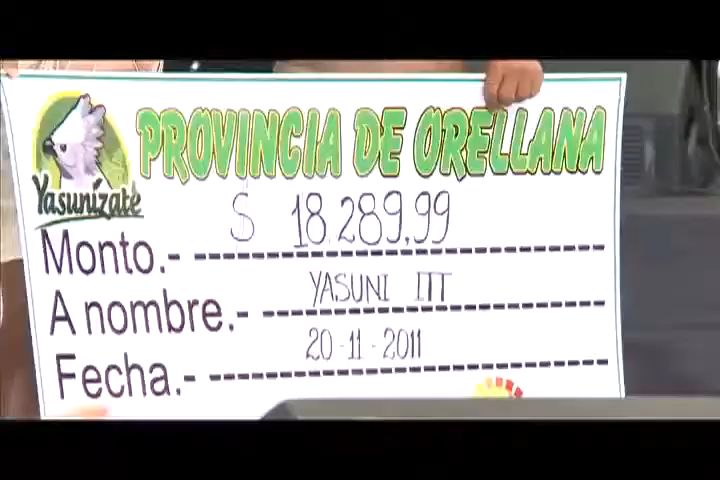 PROVINCIA DE ORELLANA
Yasunízate
$ 18.289,99
Monto.-
YASUNI ITT
A nombre.-
20-11-2011
Fecha.-